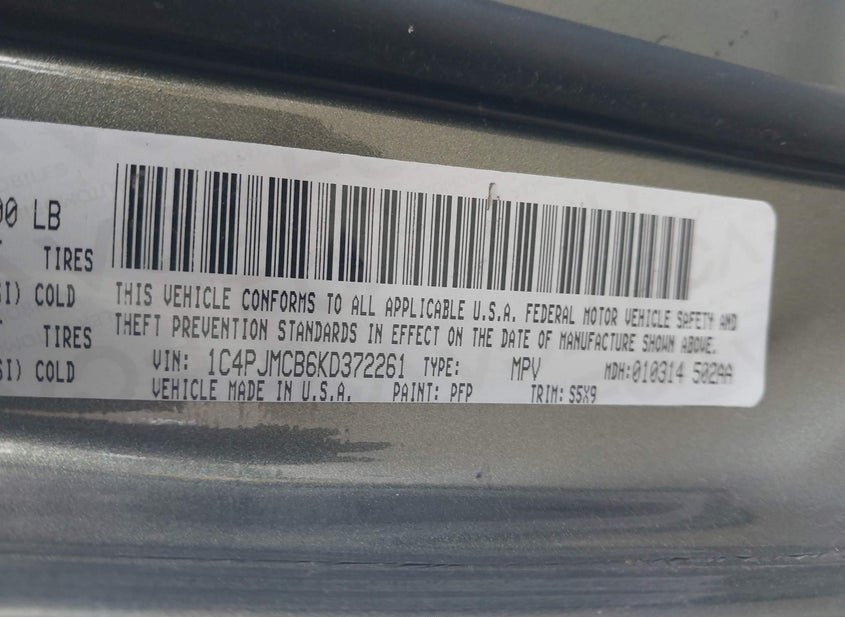 00 LB
TIRES
SI) COLD
TIRES
SI) COLD
THIS VEHICLE CONFORMS TO ALL APPLICABLE U.S.A. FEDERAL MOTOR VEHICLE SAFETY AND
THEFT PREVENTION STANDARDS IN EFFECT ON THE DATE OF MANUFACTURE SHOWN ABOVE.
VIN: 1C4PJMCB6KD372261 TYPE: MPV MDH:010314 502AA
VEHICLE MADE IN U.S.A. PAINT: PFP TRIM: S5X9